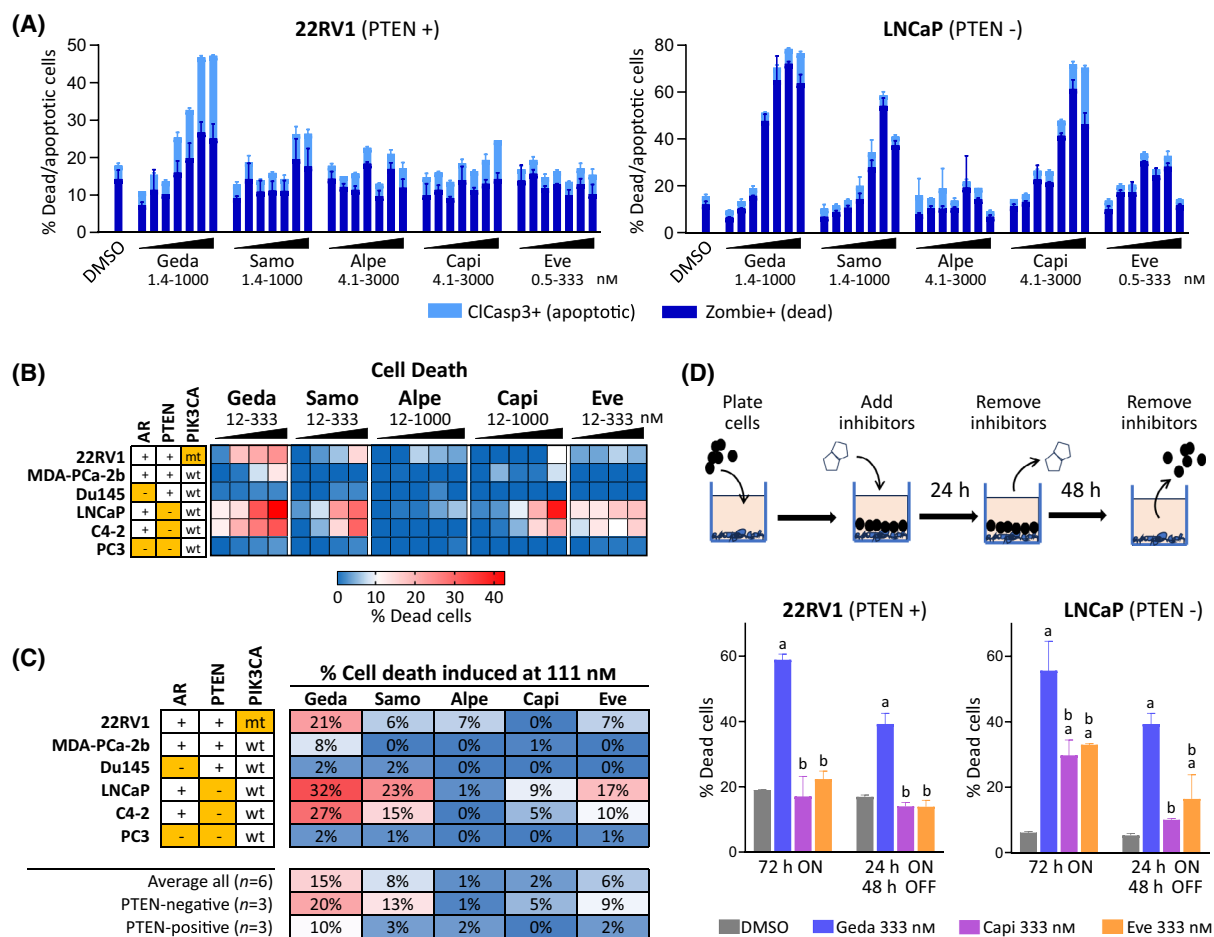 (A)
22RV1 (PTEN +)
% Dead/apoptotic cells
50
40
30
20
10
0
DMSO
Geda Samo Alpe Capi Eve
1.4-1000 1.4-1000 4.1-3000 4.1-3000 0.5-333 nM
LNCaP (PTEN -)
% Dead/apoptotic cells
80
60
40
20
0
DMSO
Geda Samo Alpe Capi Eve
1.4-1000 1.4-1000 4.1-3000 4.1-3000 0.5-333 nM
ClCasp3+ (apoptotic) Zombie+ (dead)
(B)
Cell Death
AR PTEN PIK3CA
Geda Samo Alpe Capi Eve
12-333 12-333 12-1000 12-1000 12-333 nM
22RV1 + + mt
MDA-PCa-2b + + wt
Du145 - + wt
LNCaP + - wt
C4-2 + - wt
PC3 - - wt
0 10 20 30 40
% Dead cells
(C)
AR PTEN PIK3CA
% Cell death induced at 111 nM
Geda Samo Alpe Capi Eve
22RV1 + + mt 21% 6% 7% 0% 7%
MDA-PCa-2b + + wt 8% 0% 0% 1% 0%
Du145 - + wt 2% 2% 0% 0% 0%
LNCaP + - wt 32% 23% 1% 9% 17%
C4-2 + - wt 27% 15% 0% 5% 10%
PC3 - - wt 2% 1% 0% 0% 1%
Average all (n=6) 15% 8% 1% 2% 6%
PTEN-negative (n=3) 20% 13% 1% 5% 9%
PTEN-positive (n=3) 10% 3% 2% 0% 2%
(D)
Plate cells
Add inhibitors
Remove inhibitors
Remove inhibitors
24 h
48 h
22RV1 (PTEN +)
% Dead cells
60
40
20
0
a
b
b
a
b
b
72 h ON
24 h ON
48 h OFF
LNCaP (PTEN -)
% Dead cells
60
40
20
0
a
b
a
b
a
a
b
b
a
72 h ON
24 h ON
48 h OFF
DMSO Geda 333 nM Capi 333 nM Eve 333 nM